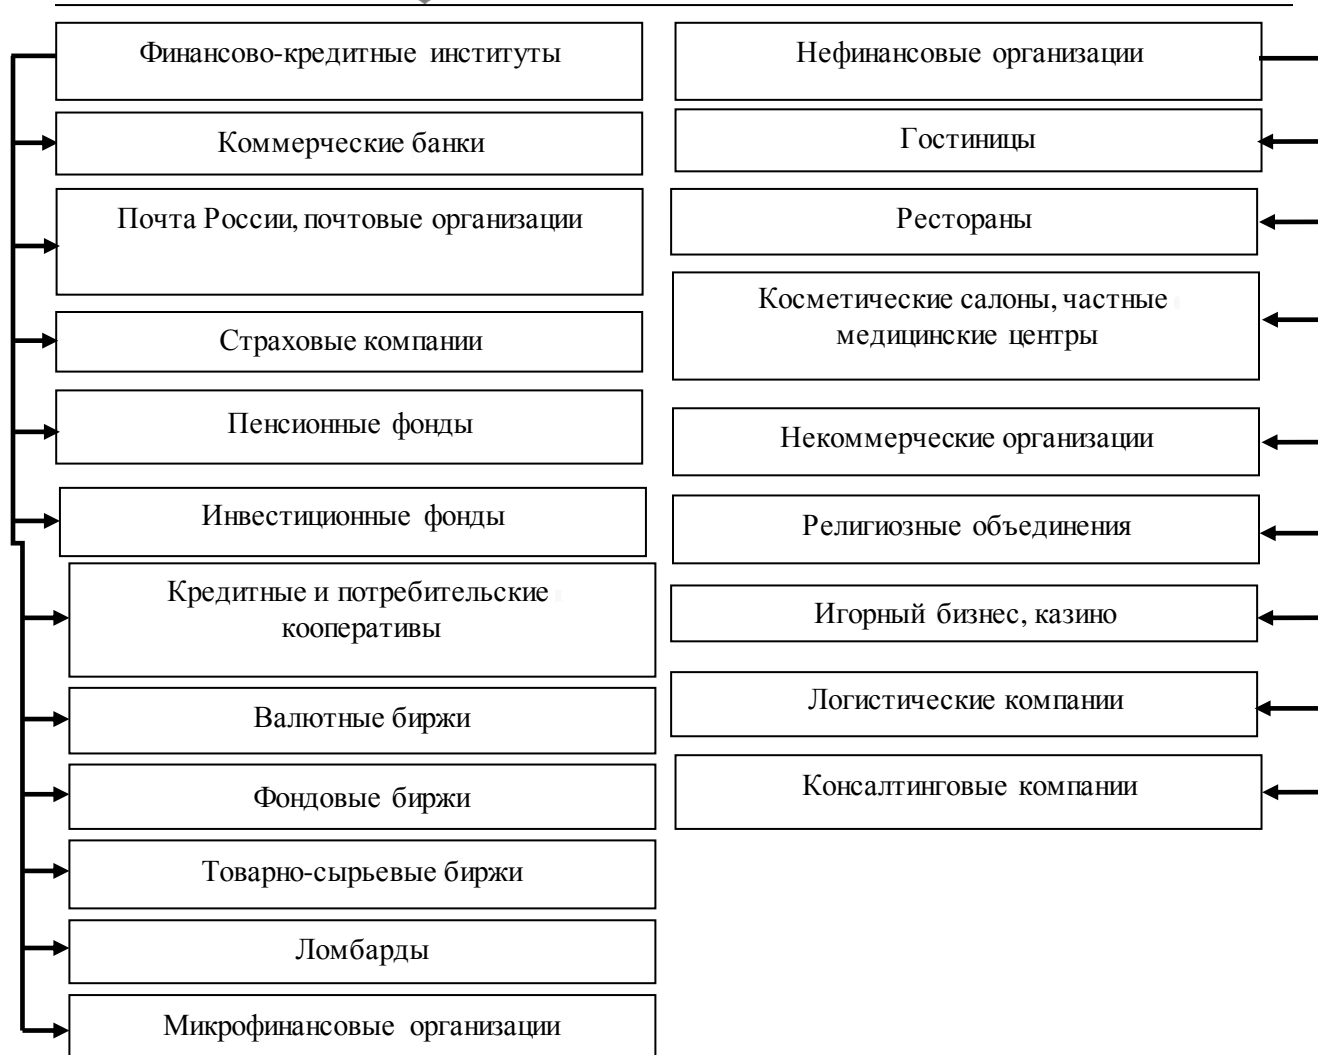 Финансово-кредитные институты
Коммерческие банки
Почта России, почтовые организации
Страховые компании
Пенсионные фонды
Инвестиционные фонды
Кредитные и потребительские
кооперативы
Валютные биржи
Фондовые биржи
Товарно-сырьевые биржи
Ломбарды
Микрофинансовые организации
Нефинансовые организации
Гостиницы
Рестораны
Косметические салоны, частные
медицинские центры
Некоммерческие организации
Религиозные объединения
Игорный бизнес, казино
Логистические компании
Консалтинговые компании